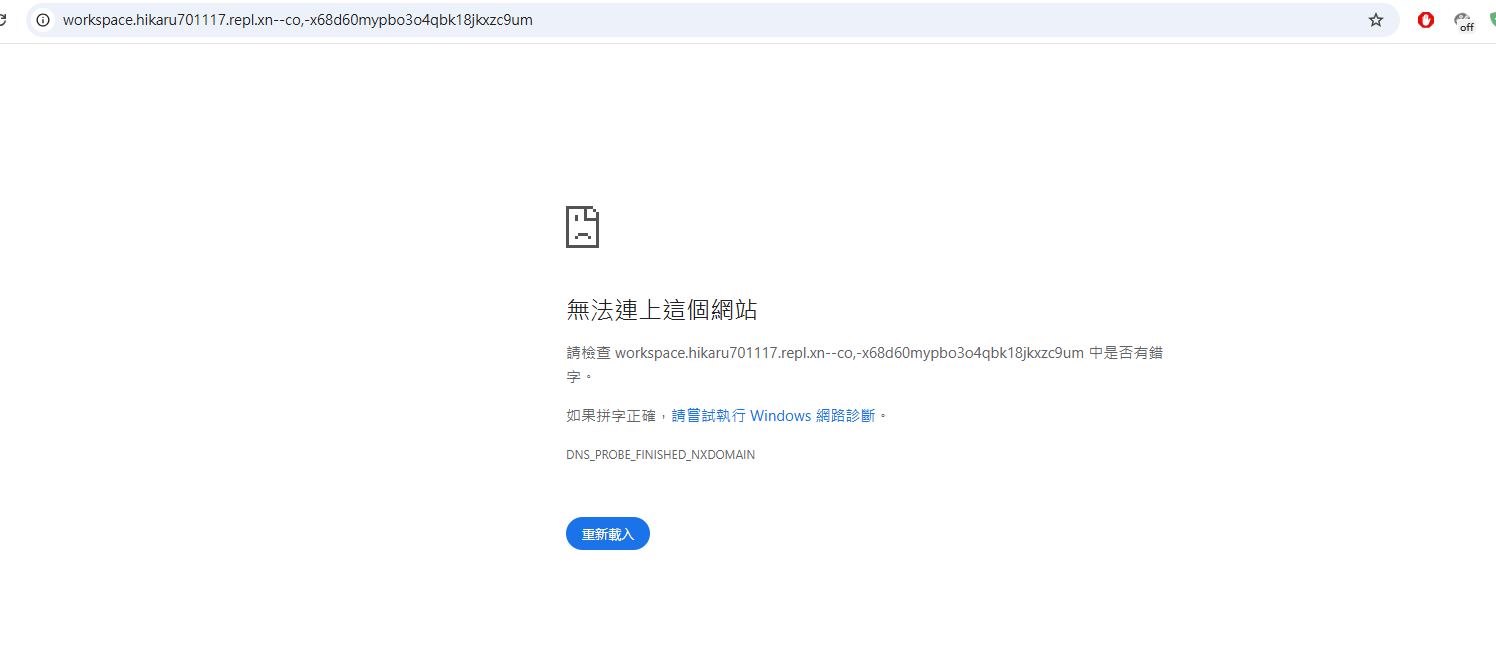 workspace.hikaru701117.repl.xn--co,-x68d60mypbo3o4qbk18jkxzc9um
off
無法連上這個網站
請檢查 workspace.hikaru701117.repl.xn--co,-x68d60mypbo3o4qbk18jkxzc9um 中是否有錯
字。
如果拼字正確，請嘗試執行 Windows 網路診斷。
DNS_PROBE_FINISHED_NXDOMAIN
重新載入